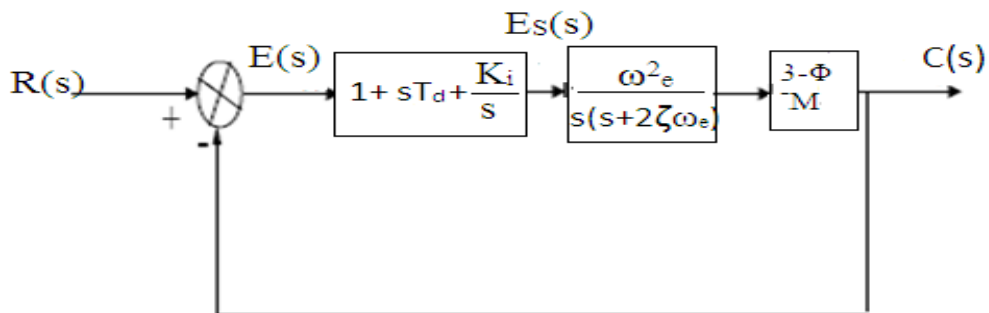 R(s)
+
-
E(s)
1+ sTd+ Ki/s
Es(s)
ω²e
s(s+2ζωe)
3-Φ
-M
C(s)